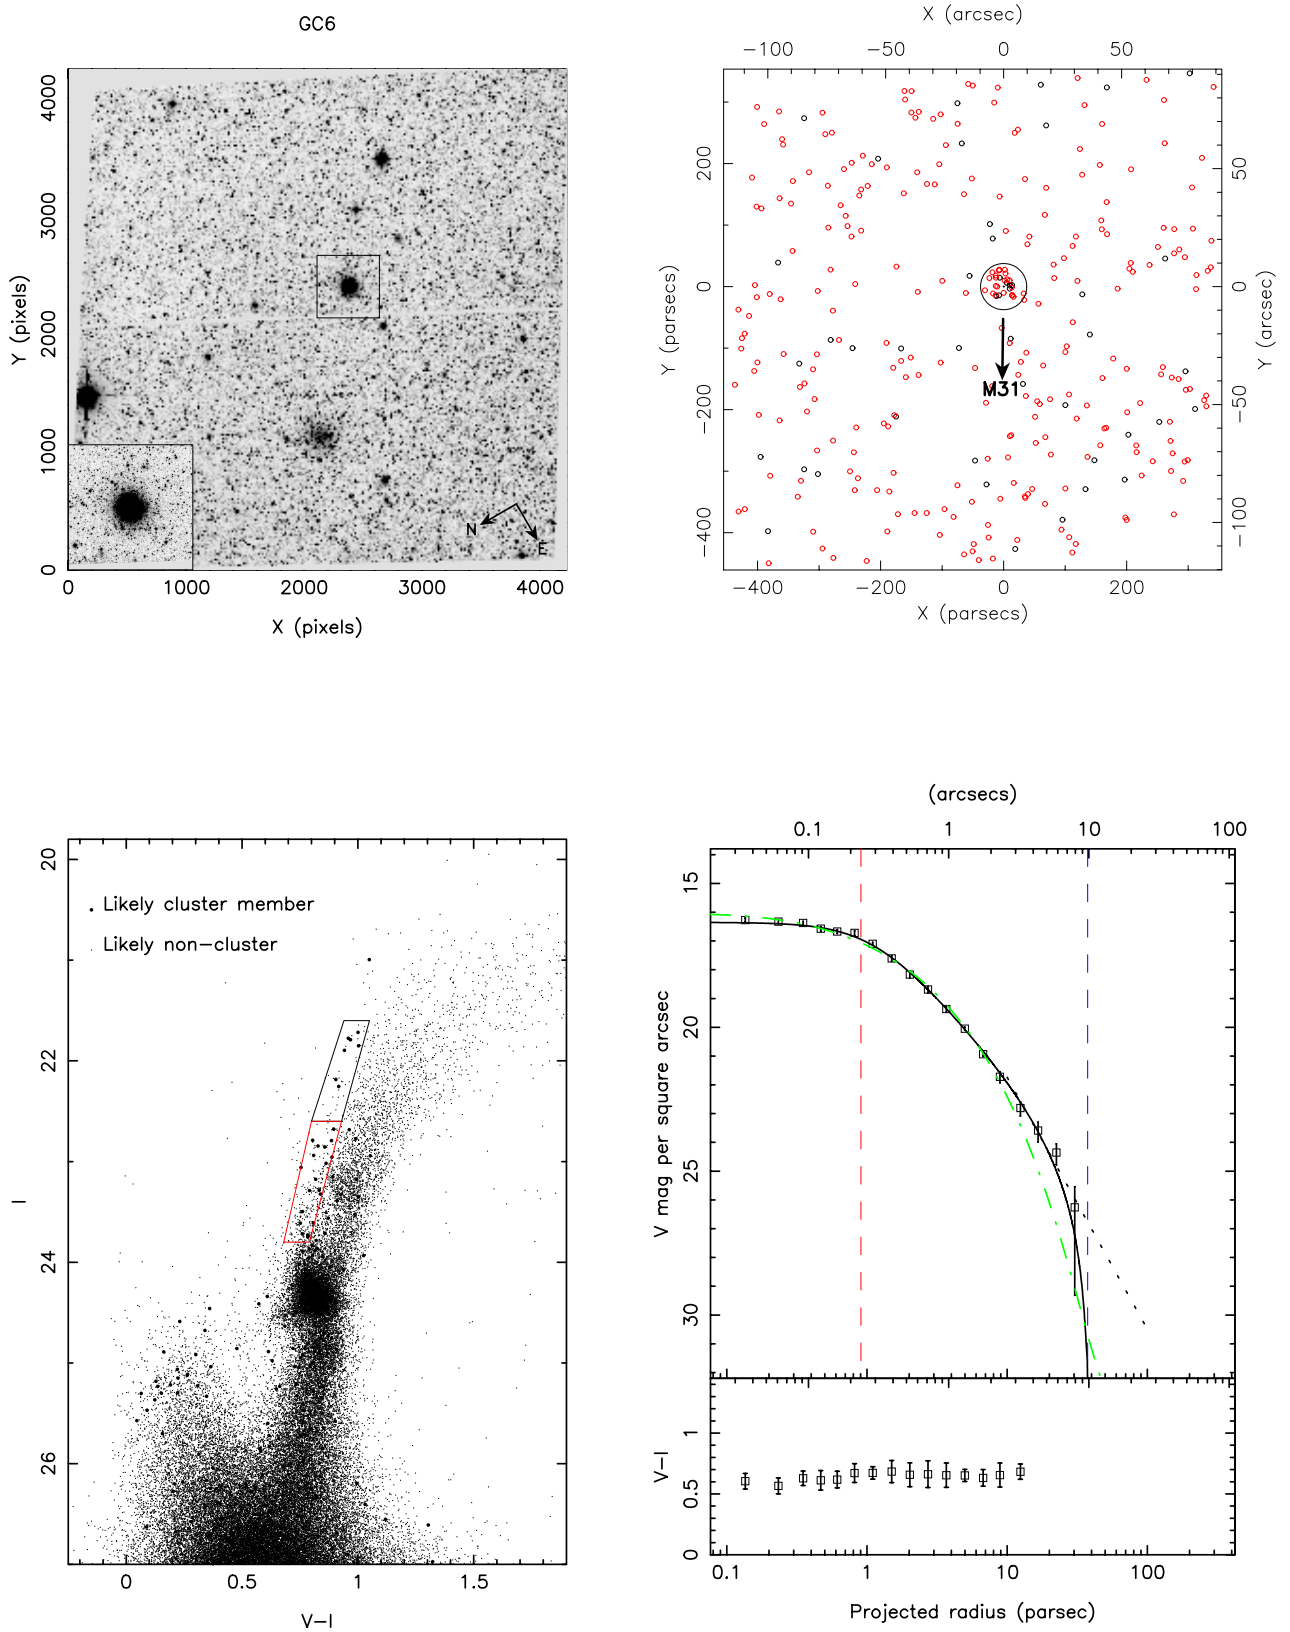 GC6
X (arcsec)
−100 −50 0 50
4000
3000
2000
1000
0
Y (pixels)
N
E
0 1000 2000 3000 4000
X (pixels)
200
0
−200
−400
Y (parsecs)
50
0
−50
−100
Y (arcsec)
M31
−400 −200 0 200
X (parsecs)
20
22
24
26
I
Likely cluster member
Likely non−cluster
0 0.5 1 1.5
V−I
(arcsecs)
0.1 1 10 100
15
20
25
30
V mag per square arcsec
1
0.5
0
V−I
0.1 1 10 100
Projected radius (parsec)